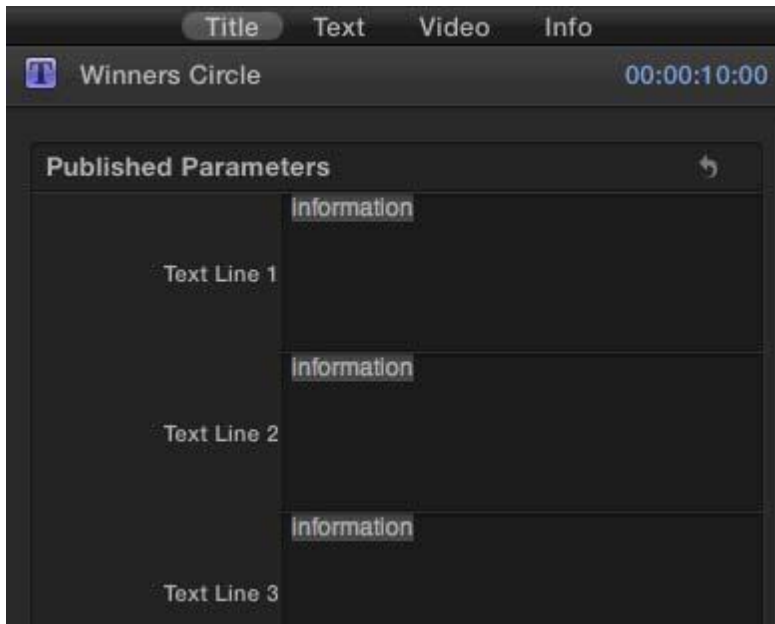 Title Text Video Info
T Winners Circle 00:00:10:00
Published Parameters
information
Text Line 1
information
Text Line 2
information
Text Line 3